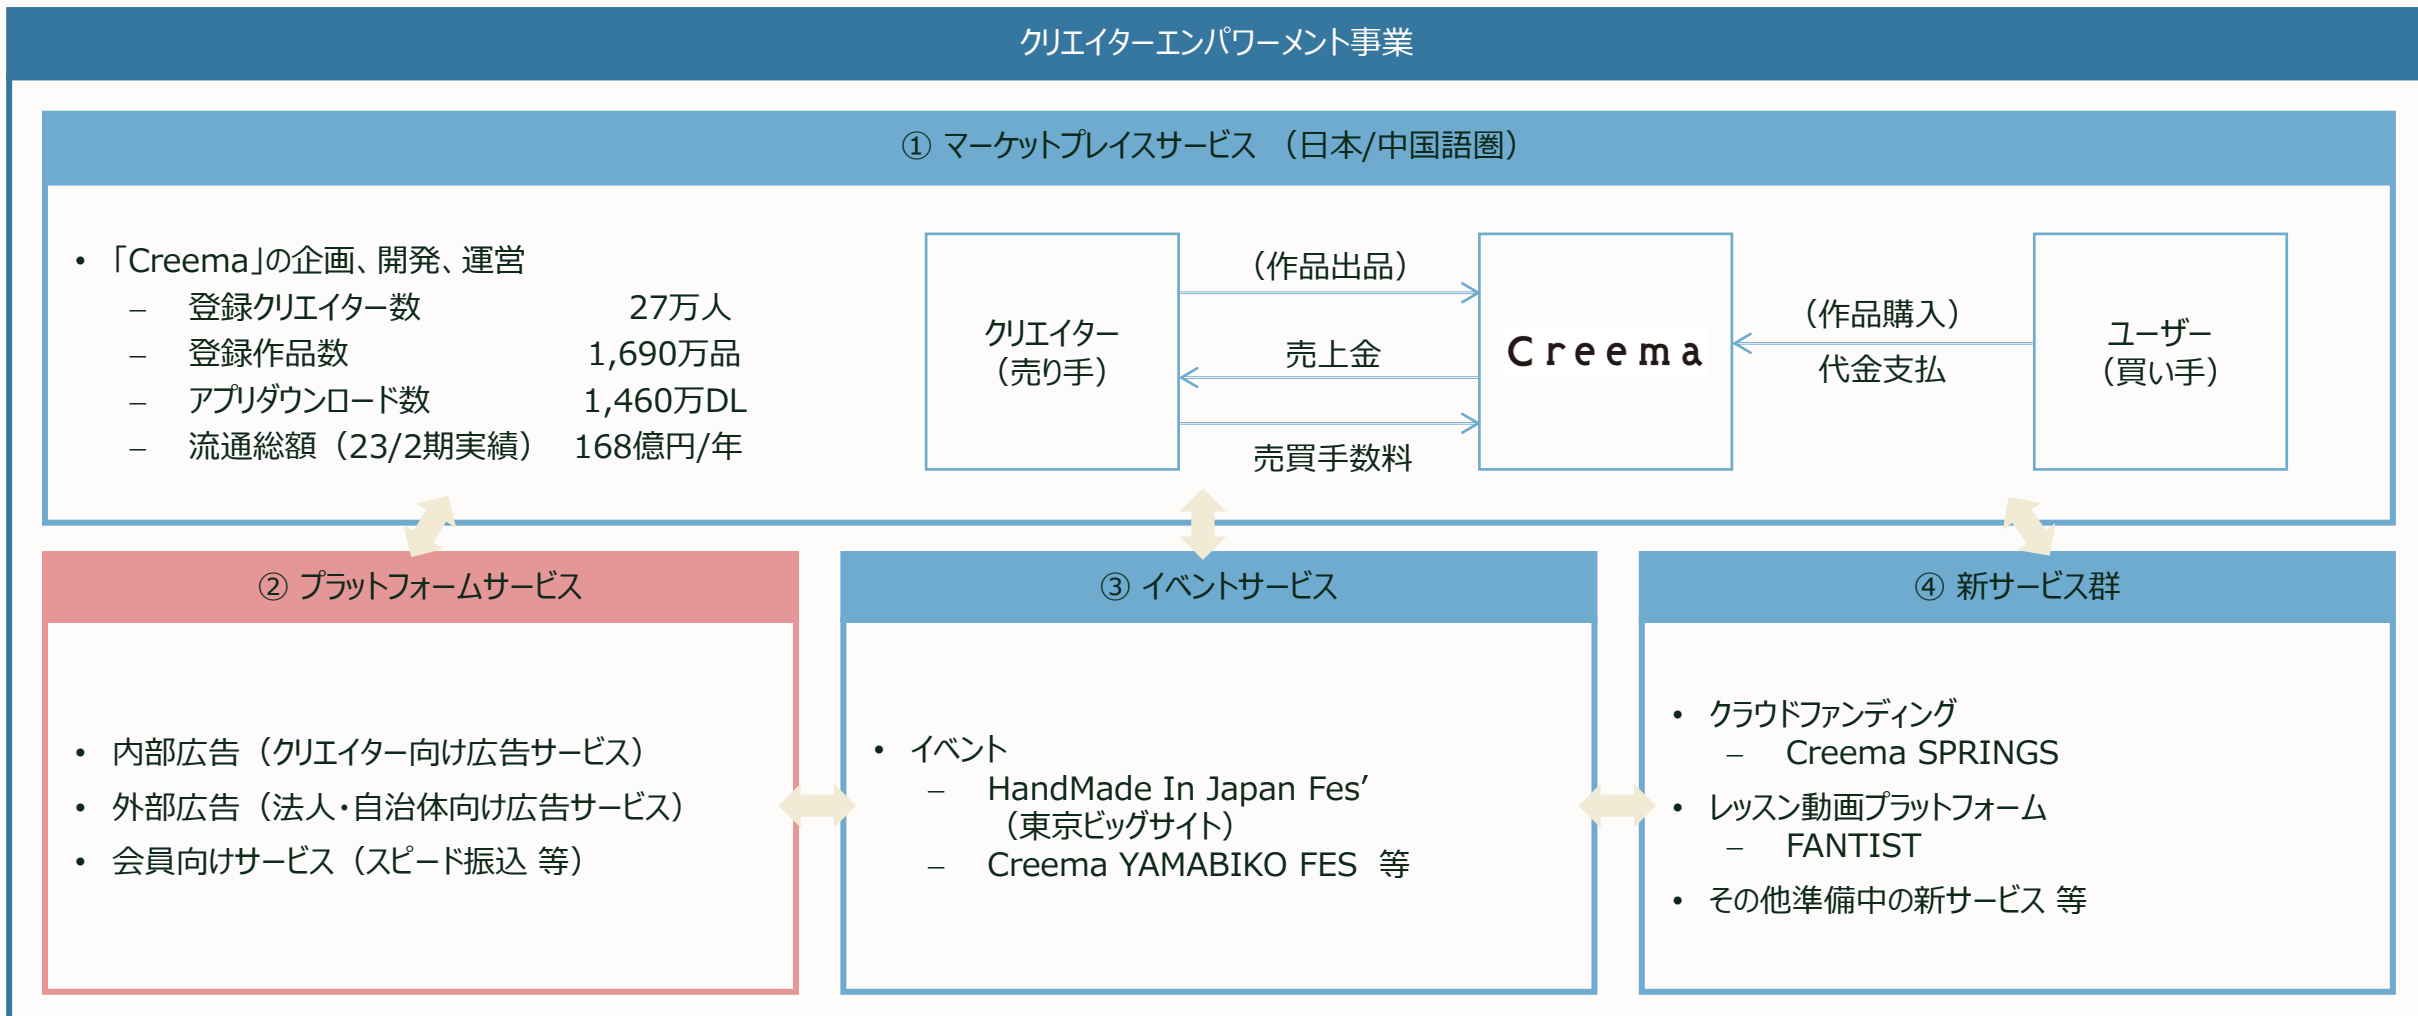 クリエイターエンパワーメント事業
① マーケットプレイスサービス （日本/中国語圏）
• 「Creema」の企画、開発、運営
– 登録クリエイター数 27万人
– 登録作品数 1,690万品
– アプリダウンロード数 1,460万DL
– 流通総額（23/2期実績） 168億円/年
クリエイター
（売り手）
（作品出品）
売上金
売買手数料
Creema
（作品購入）
代金支払
ユーザー
（買い手）
② プラットフォームサービス
• 内部広告（クリエイター向け広告サービス）
• 外部広告（法人・自治体向け広告サービス）
• 会員向けサービス（スピード振込 等）
③ イベントサービス
• イベント
– HandMade In Japan Fes’
（東京ビッグサイト）
– Creema YAMABIKO FES 等
④ 新サービス群
• クラウドファンディング
– Creema SPRINGS
• レッスン動画プラットフォーム
– FANTIST
• その他準備中の新サービス 等